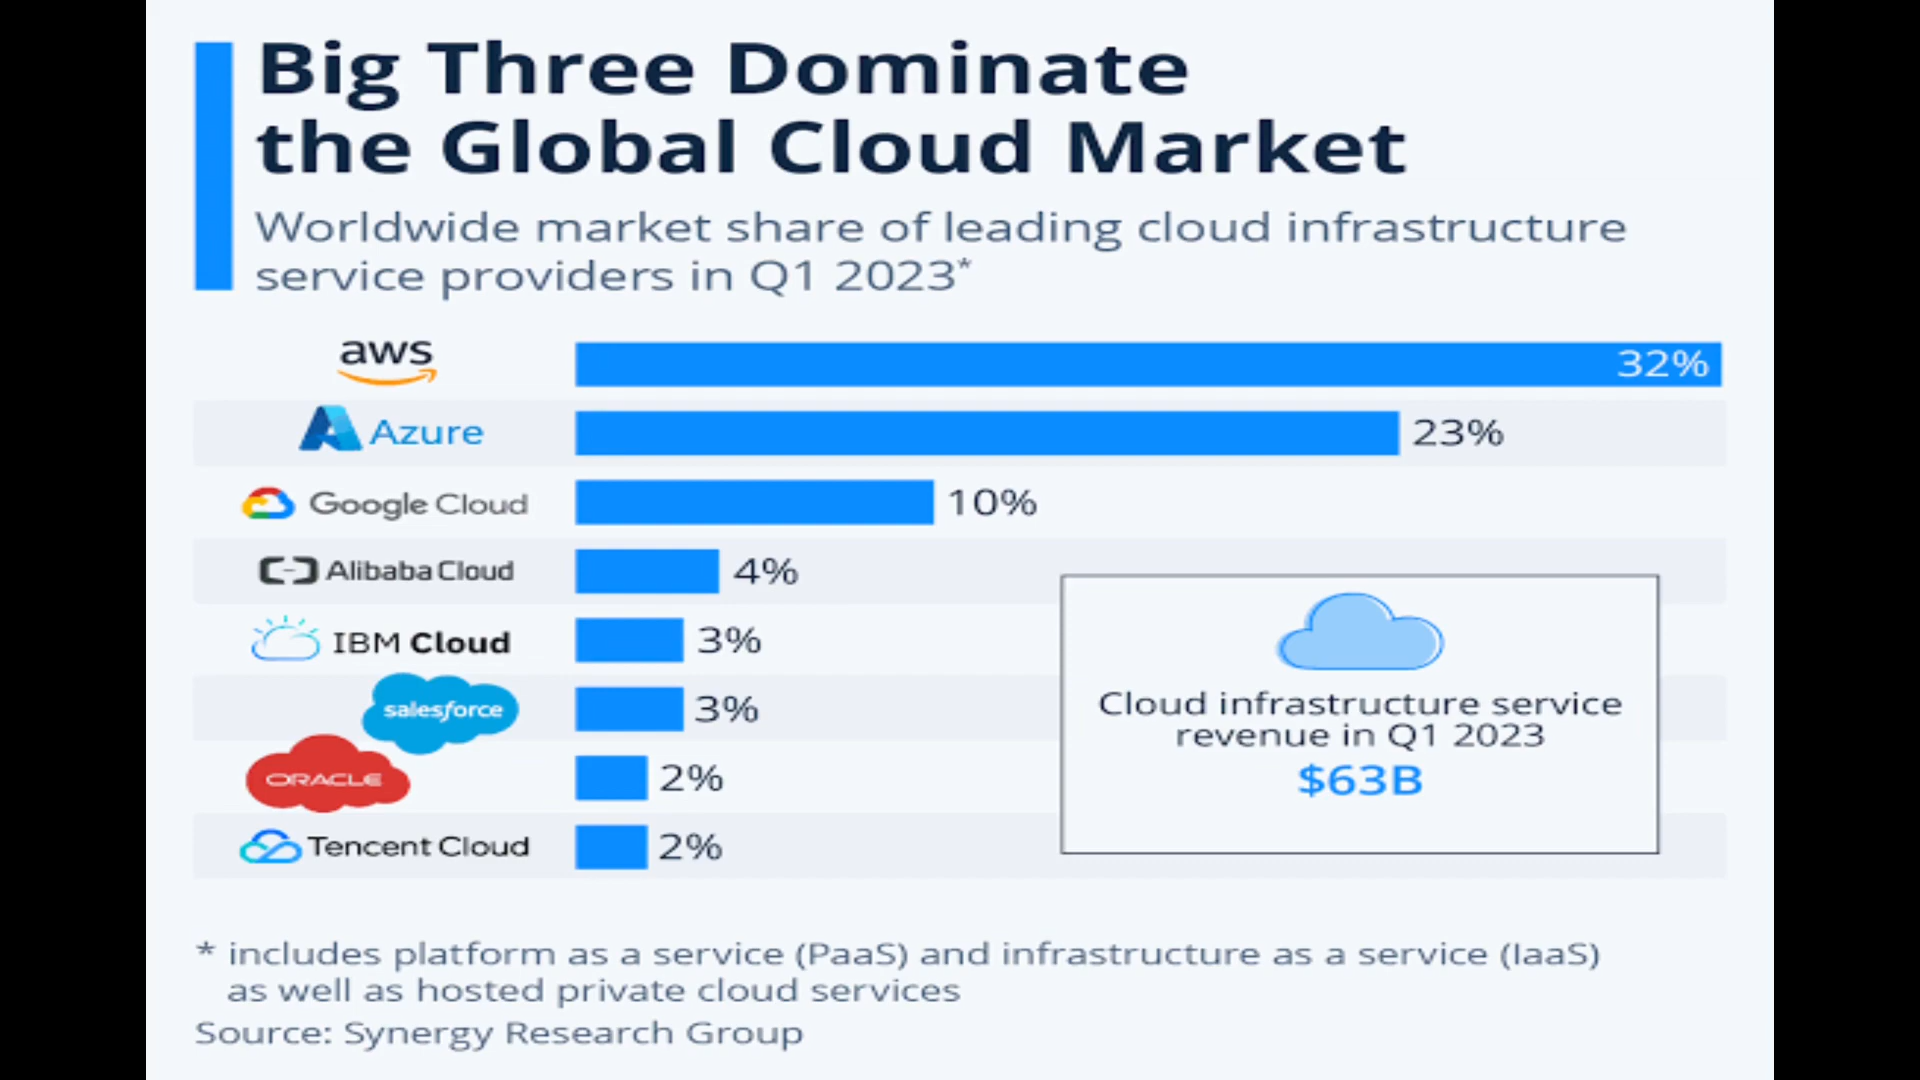 Big Three Dominate
the Global Cloud Market
Worldwide market share of leading cloud infrastructure
service providers in Q1 2023*
aws 32%
Azure 23%
Google Cloud 10%
Alibaba Cloud 4%
IBM Cloud 3%
salesforce 3%
ORACLE 2%
Tencent Cloud 2%
Cloud infrastructure service
revenue in Q1 2023
$63B
* includes platform as a service (PaaS) and infrastructure as a service (IaaS)
as well as hosted private cloud services
Source: Synergy Research Group